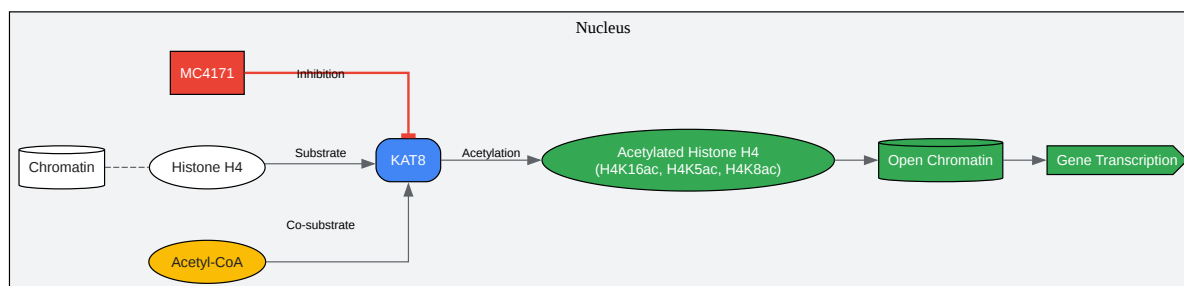 Nucleus
MC4171
Inhibition
Chromatin
Histone H4
Substrate
KAT8
Acetylation
Acetylated Histone H4
(H4K16ac, H4K5ac, H4K8ac)
Open Chromatin
Gene Transcription
Co-substrate
Acetyl-CoA